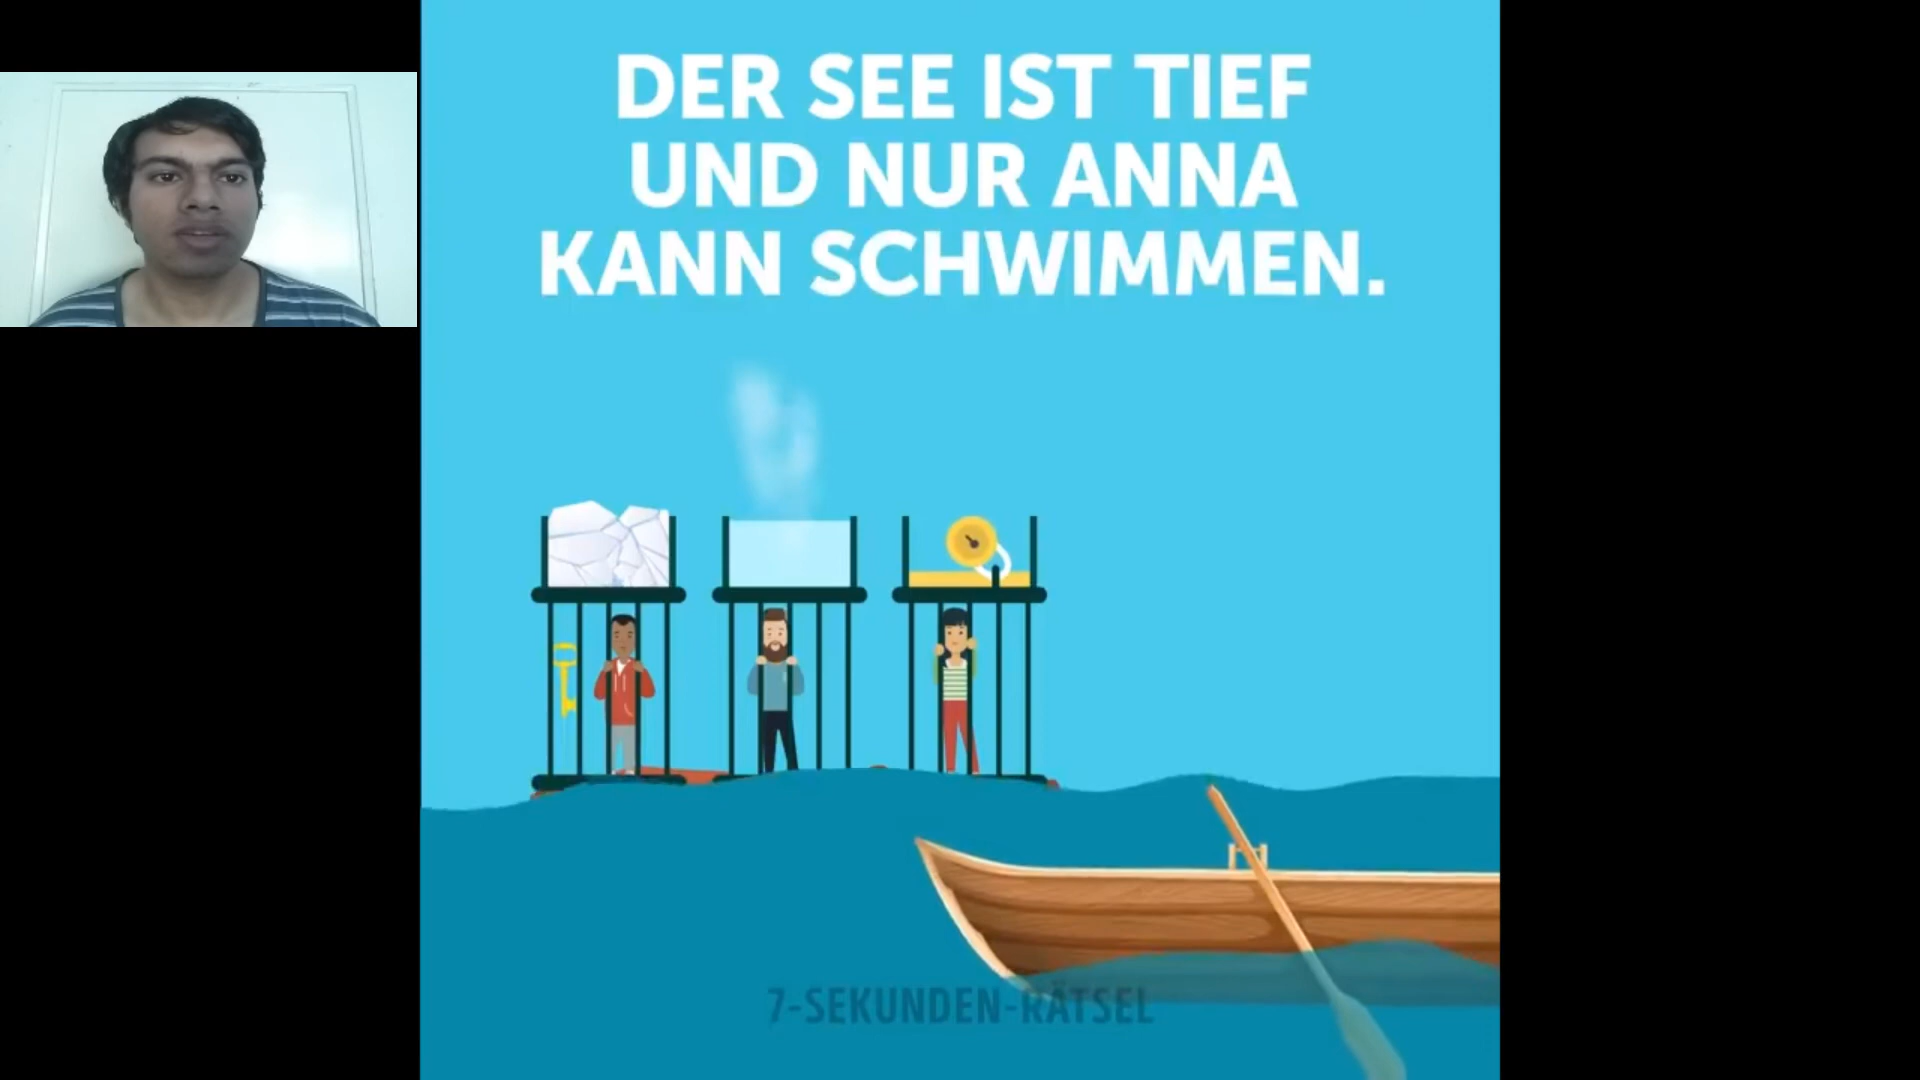 DER SEE IST TIEF
UND NUR ANNA
KANN SCHWIMMEN.
7-SEKUNDEN-RÄTSEL